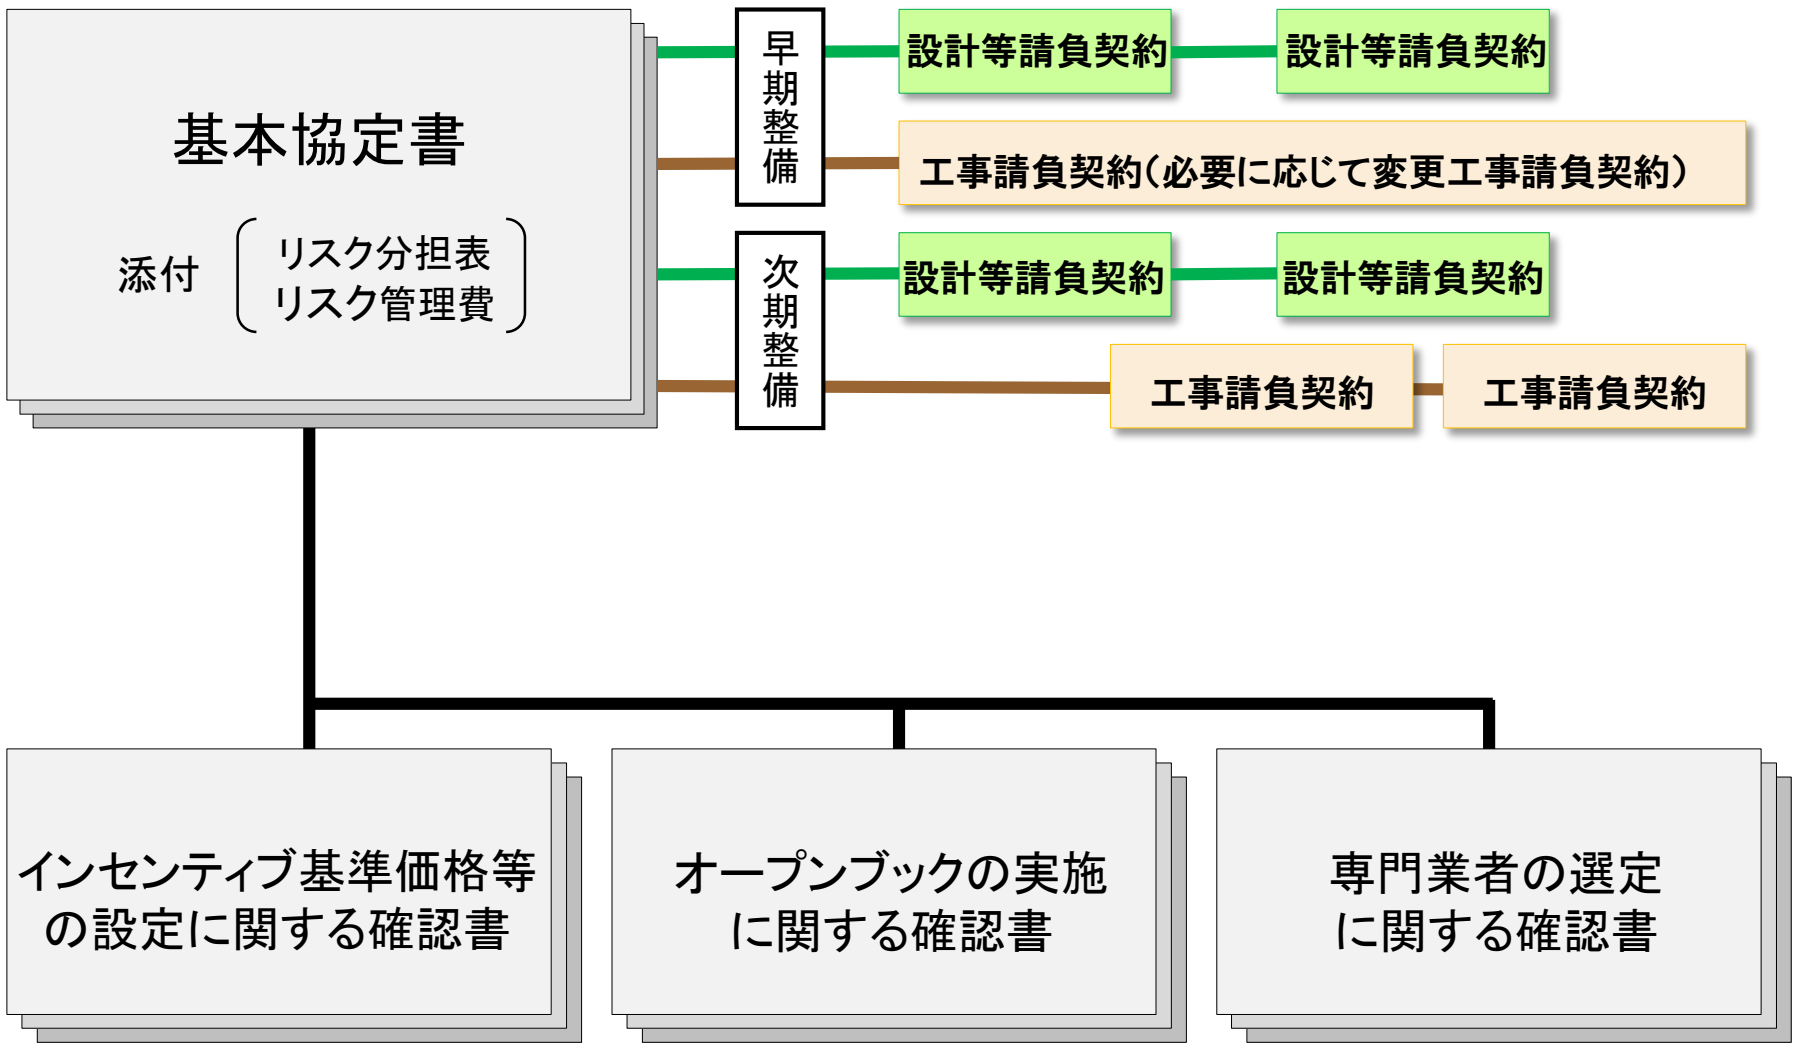 基本協定書
添付
リスク分担表
リスク管理費
早期整備
設計等請負契約
設計等請負契約
工事請負契約(必要に応じて変更工事請負契約)
次期整備
設計等請負契約
設計等請負契約
工事請負契約
工事請負契約
インセンティブ基準価格等
の設定に関する確認書
オープンブックの実施
に関する確認書
専門業者の選定
に関する確認書